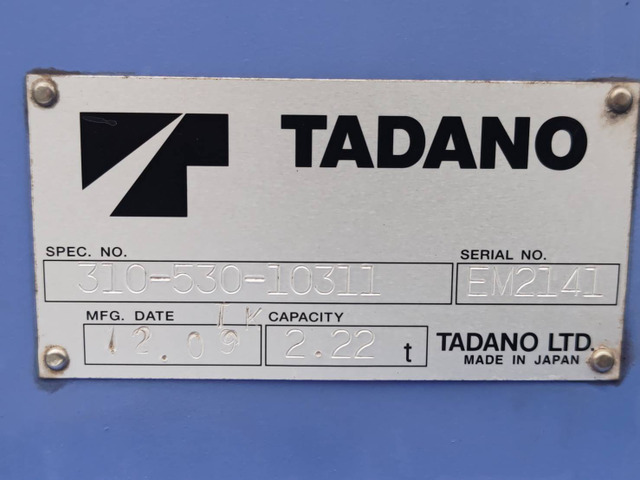 TADANO
SPEC. NO. SERIAL NO.
310-530-10311 EM2141
MFG. DATE LK CAPACITY
12.09 2.22 t TADANO LTD.
MADE IN JAPAN